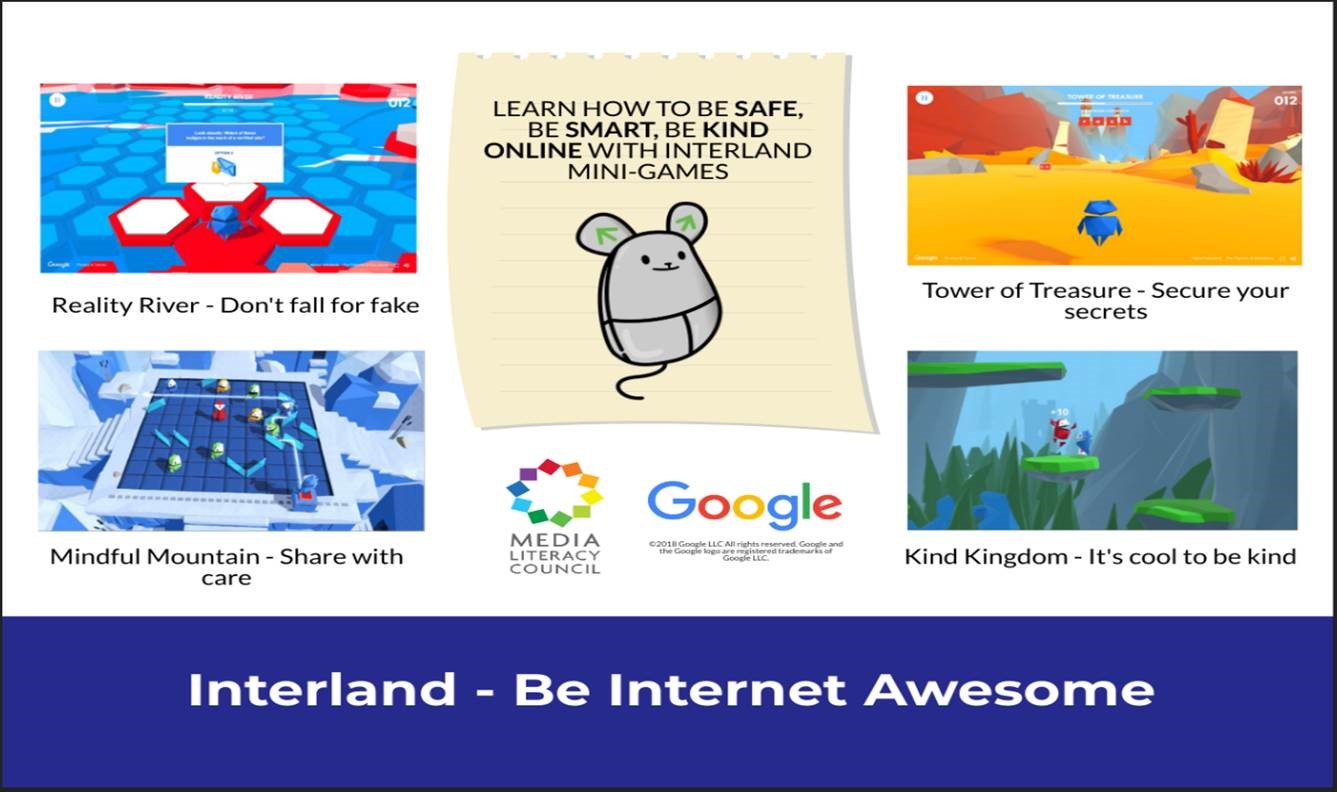 REALITY RIVER
012
Google
Reality River - Don't fall for fake
Mindful Mountain - Share with
care
LEARN HOW TO BE SAFE,
BE SMART, BE KIND
ONLINE WITH INTERLAND
MINI-GAMES
MEDIA
LITERACY
COUNCIL
Google
©2018 Google LLC All rights reserved. Google and
the Google logo are registered trademarks of
Google LLC.
TOWER OF TREASURE
012
Google
Tower of Treasure - Secure your
secrets
+10
Kind Kingdom - It's cool to be kind
Interland - Be Internet Awesome